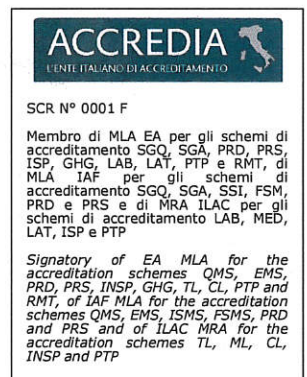 ACCREDIA
L'ENTE ITALIANO DI ACCREDITAMENTO
SCR N° 0001 F
Membro di MLA EA per gli schemi di
accreditamento SGQ, SGA, PRD, PRS,
ISP, GHG, LAB, LAT, PTP e RMT, di
MLA IAF per gli schemi di
accreditamento SGQ, SGA, SSI, FSM,
PRD e PRS e di MRA ILAC per gli
schemi di accreditamento LAB, MED,
LAT, ISP e PTP
Signatory of EA MLA for the
accreditation schemes QMS, EMS,
PRD, PRS, INSP, GHG, TL, CL, PTP and
RMT, of IAF MLA for the accreditation
schemes QMS, EMS, ISMS, FSMS, PRD
and PRS and of ILAC MRA for the
accreditation schemes TL, ML, CL,
INSP and PTP